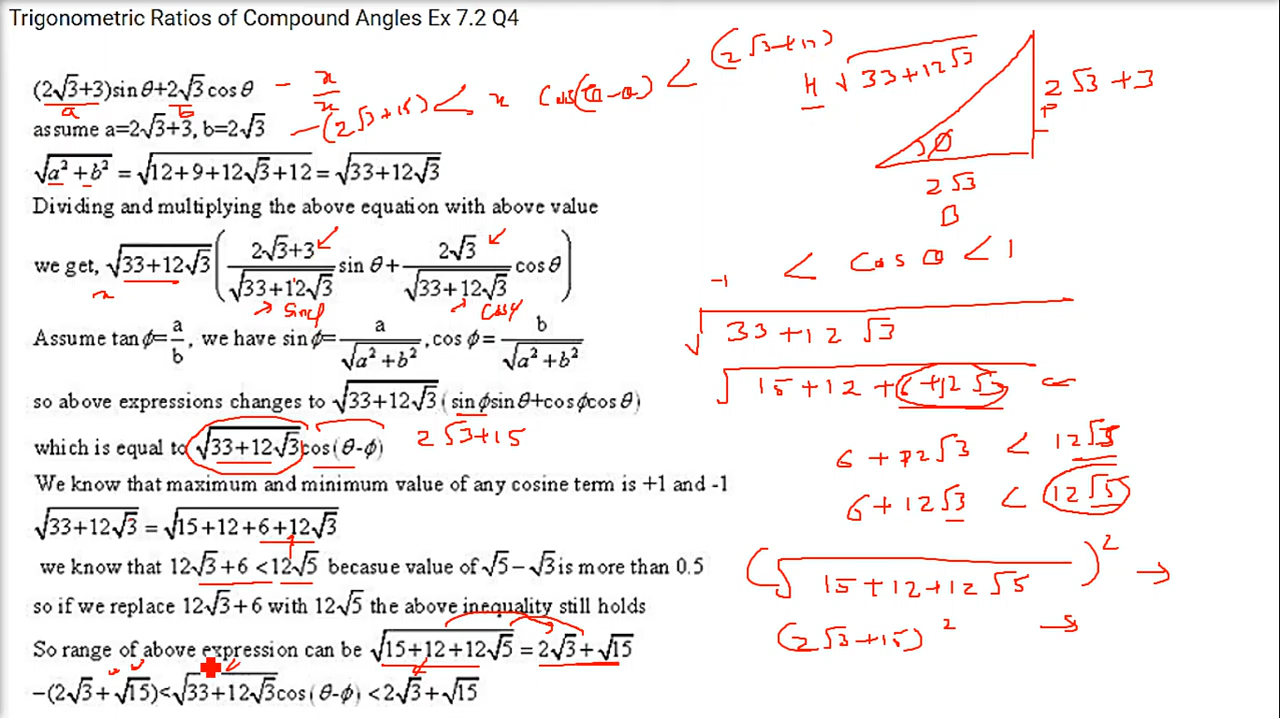 Trigonometric Ratios of Compound Angles Ex 7.2 Q4
(2√3+3)sinθ+2√3cosθ
a b
assume a=2√3+3, b=2√3
√(a²+b²) = √(12+9+12√3+12) = √(33+12√3)
Dividing and multiplying the above equation with above value
we get, √(33+12√3)( (2√3+3)/√(33+12√3) sinθ + 2√3/√(33+12√3) cosθ )
Assume tanϕ=a/b, we have sinϕ=a/√(a²+b²), cosϕ=b/√(a²+b²)
so above expressions changes to √(33+12√3)(sinϕsinθ+cosϕcosθ)
which is equal to √(33+12√3)cos(θ-ϕ) 2√3+15
We know that maximum and minimum value of any cosine term is +1 and -1
√(33+12√3) = √(15+12+6+12√3)
we know that 12√3+6 <12√5 becasue value of √5-√3 is more than 0.5
so if we replace 12√3+6 with 12√5 the above inequality still holds
So range of above expression can be √(15+12+12√5) = 2√3+√15
-(2√3+√15)<√(33+12√3)cos(θ-ϕ) <2√3+√15
H √(33+12√3)
2√3+3
P
2√3
B
-1 < Cos θ < 1
√(33+12√3)
√(15+12+6+12√3)
6+12√3 <
6+12√3 < 12√5
(√(15+12+12√5))² →
(2√3+15)² →